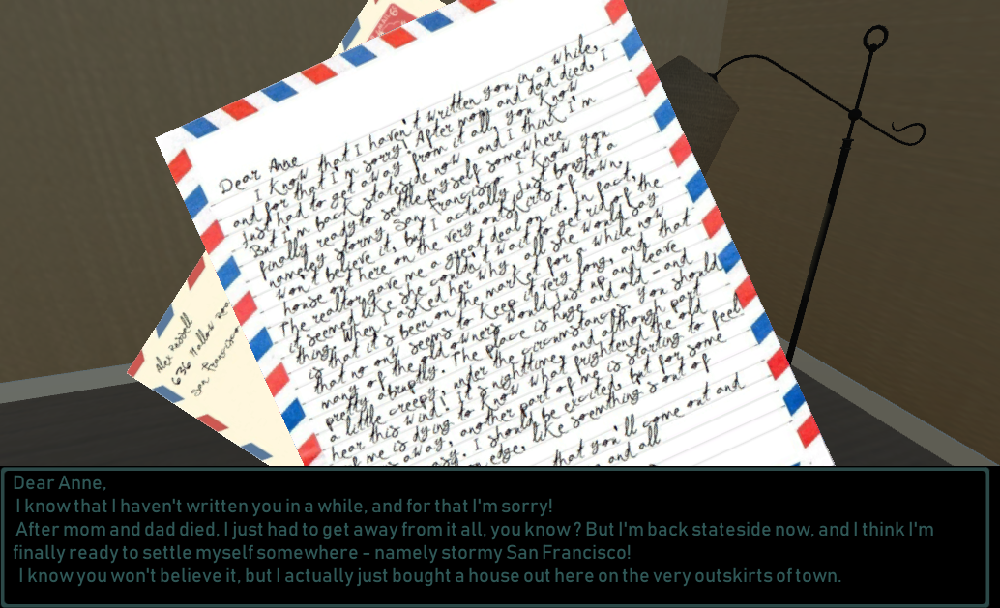 Dear Anne
I know that I haven't written you in a while,
and for that I'm sorry! After mom and dad died, I
just had to get away from it all, you know
But I'm back stateside now, and I think I'm
finally ready to settle myself somewhere
namely stormy San Francisco. I know you
won't believe it, but I actually just bought a
house out here on the very outskirts of town.
The realtor gave me a great deal on it. In fact,
it seemed like she couldn't wait to get rid of the
thing. When I asked her why, all she would say
is that it's been on the market for a while now
that no one seems to keep it very long, and that
many of the old owners would just up and leave
pretty abruptly. The place is huge and old - and
a little creepy, under the circumstances. you should
hear this wind! It's nighttime, and although part
of me is dying to know what frightened the old
away, another part of me is starting to feel
I should be excited, but for some
on edge, like something's out of
that you'll come out and
and all
Alex Russell
636 Hallow Roa
San Francisco
Dear Anne,
I know that I haven't written you in a while, and for that I'm sorry!
After mom and dad died, I just had to get away from it all, you know? But I'm back stateside now, and I think I'm
finally ready to settle myself somewhere - namely stormy San Francisco!
I know you won't believe it, but I actually just bought a house out here on the very outskirts of town.